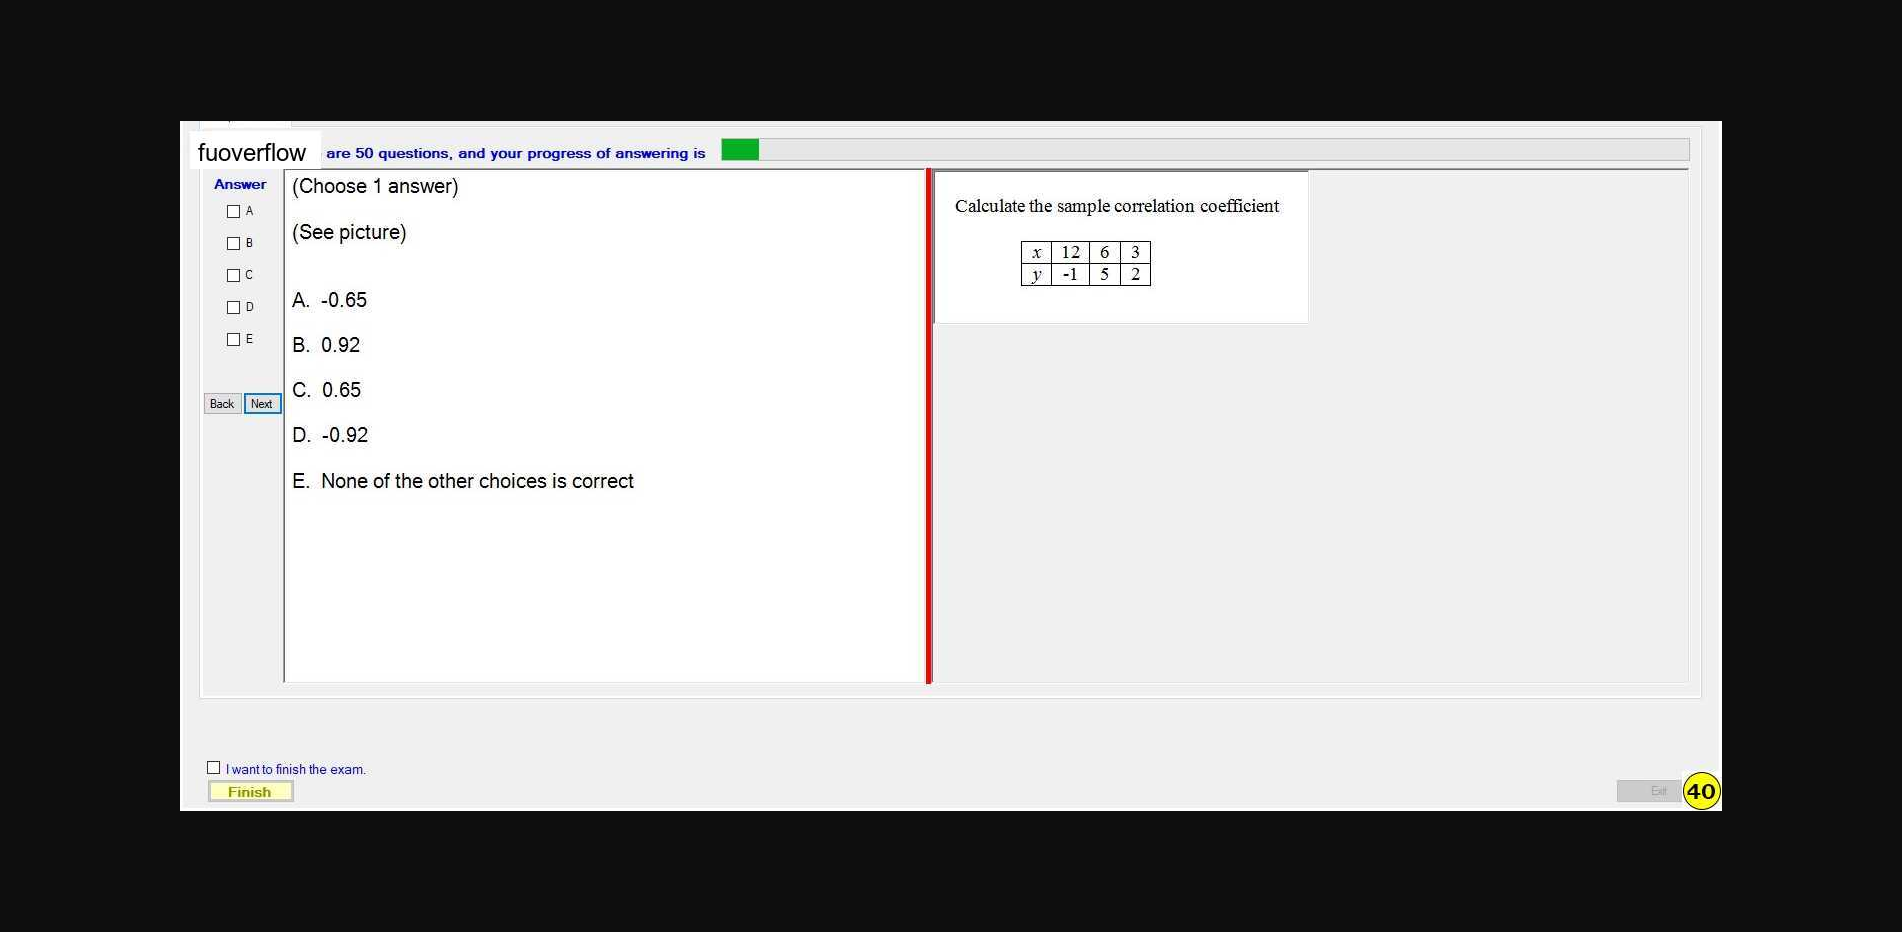 fuoverflow are 50 questions, and your progress of answering is
Answer
A
B
C
D
E
Back Next
(Choose 1 answer)
(See picture)
A. -0.65
B. 0.92
C. 0.65
D. -0.92
E. None of the other choices is correct
Calculate the sample correlation coefficient
x 12 6 3
y -1 5 2
I want to finish the exam.
Finish
Exit
40